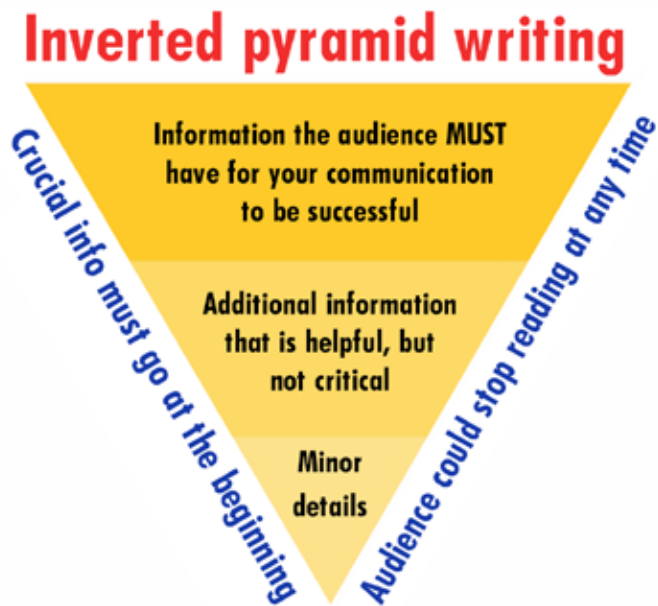 Inverted pyramid writing
Information the audience MUST
have for your communication
to be successful
Additional information
that is helpful, but
not critical
Minor
details
Crucial info must go at the beginning
Audience could stop reading at any time